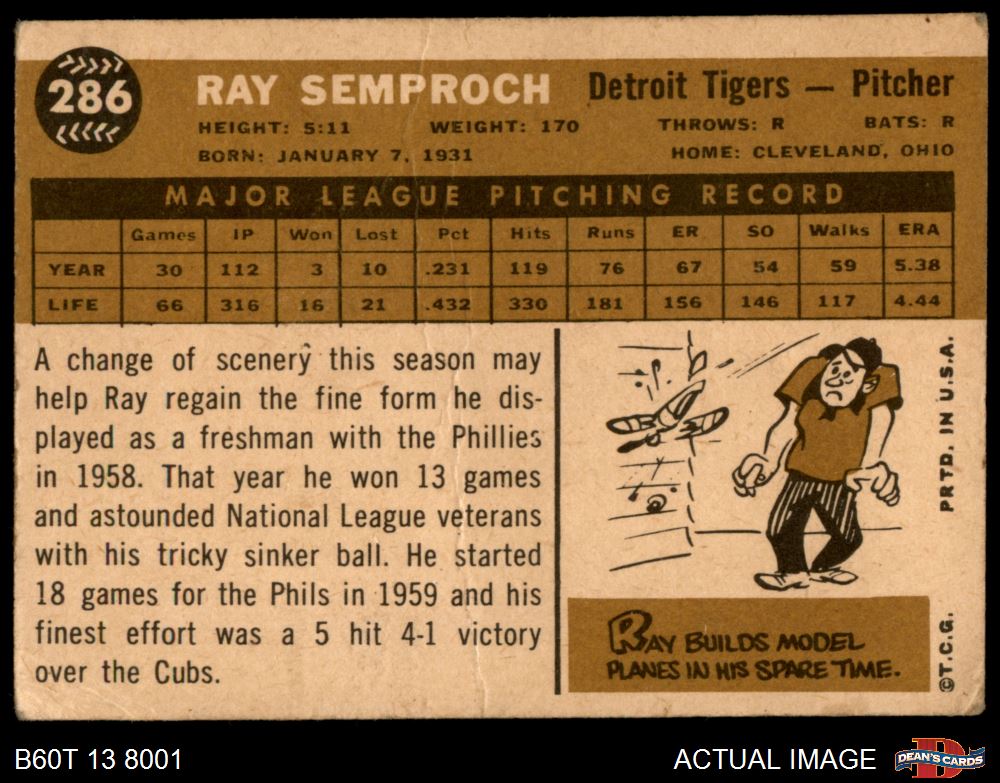 286
RAY SEMPROCH Detroit Tigers — Pitcher
HEIGHT: 5:11 WEIGHT: 170 THROWS: R BATS: R
BORN: JANUARY 7, 1931 HOME: CLEVELAND, OHIO
MAJOR LEAGUE PITCHING RECORD
Games IP Won Lost Pct Hits Runs ER SO Walks ERA
YEAR 30 112 3 10 .231 119 76 67 54 59 5.38
LIFE 66 316 16 21 .432 330 181 156 146 117 4.44
A change of scenery this season may
help Ray regain the fine form he dis-
played as a freshman with the Phillies
in 1958. That year he won 13 games
and astounded National League veterans
with his tricky sinker ball. He started
18 games for the Phils in 1959 and his
finest effort was a 5 hit 4-1 victory
over the Cubs.
RAY BUILDS MODEL
PLANES IN HIS SPARE TIME.
PRTD. IN U.S.A.
©T.C.G.
B60T 13 8001 ACTUAL IMAGE
D
DEAN'S CARDS